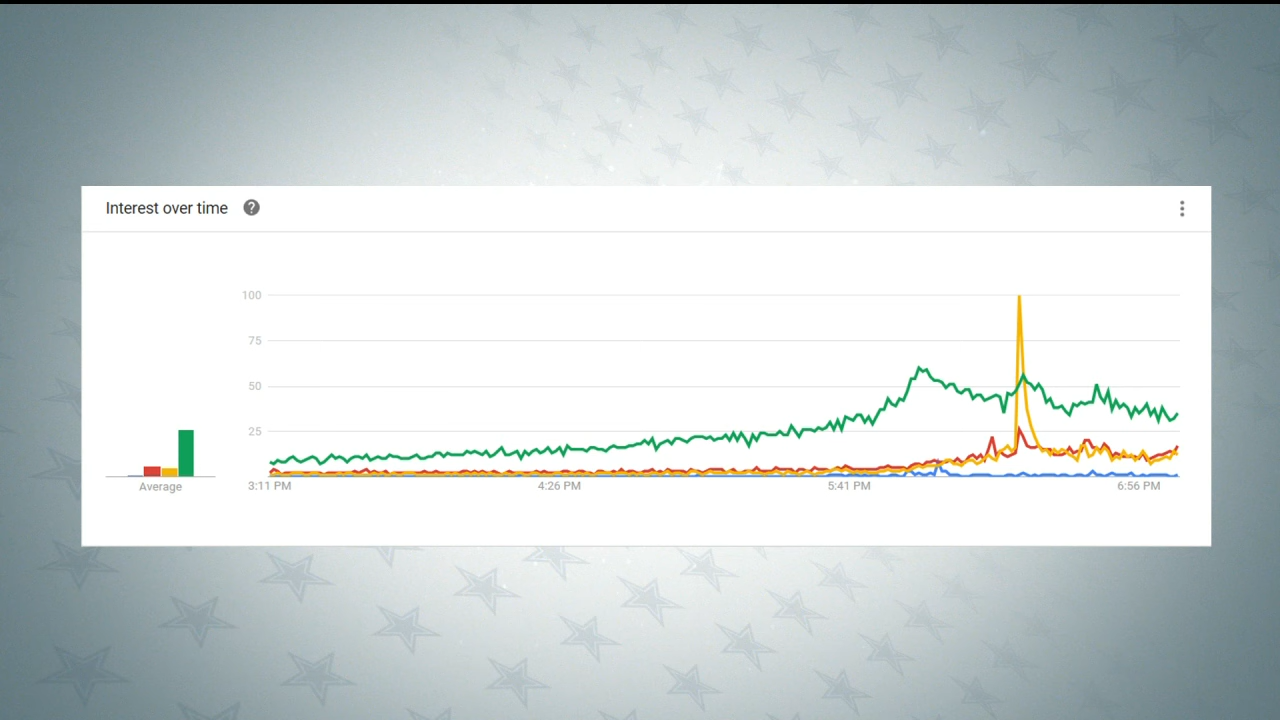 Interest over time ?
100
75
50
25
Average
3:11 PM 4:26 PM 5:41 PM 6:56 PM